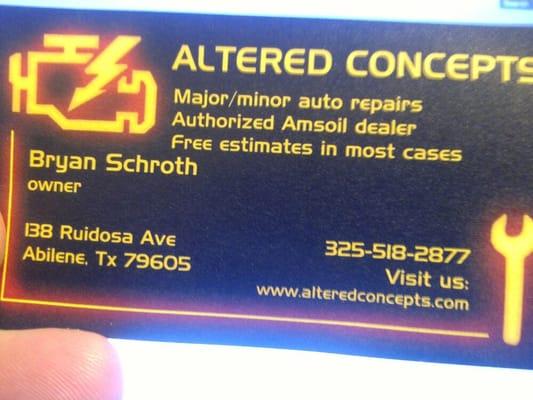 ALTERED CONCEPTS
Major/minor auto repairs
Authorized Amsoil dealer
Free estimates in most cases
Bryan Schroth
owner
138 Ruidosa Ave
Abilene, Tx 79605
325-518-2877
Visit us:
www.alteredconcepts.com